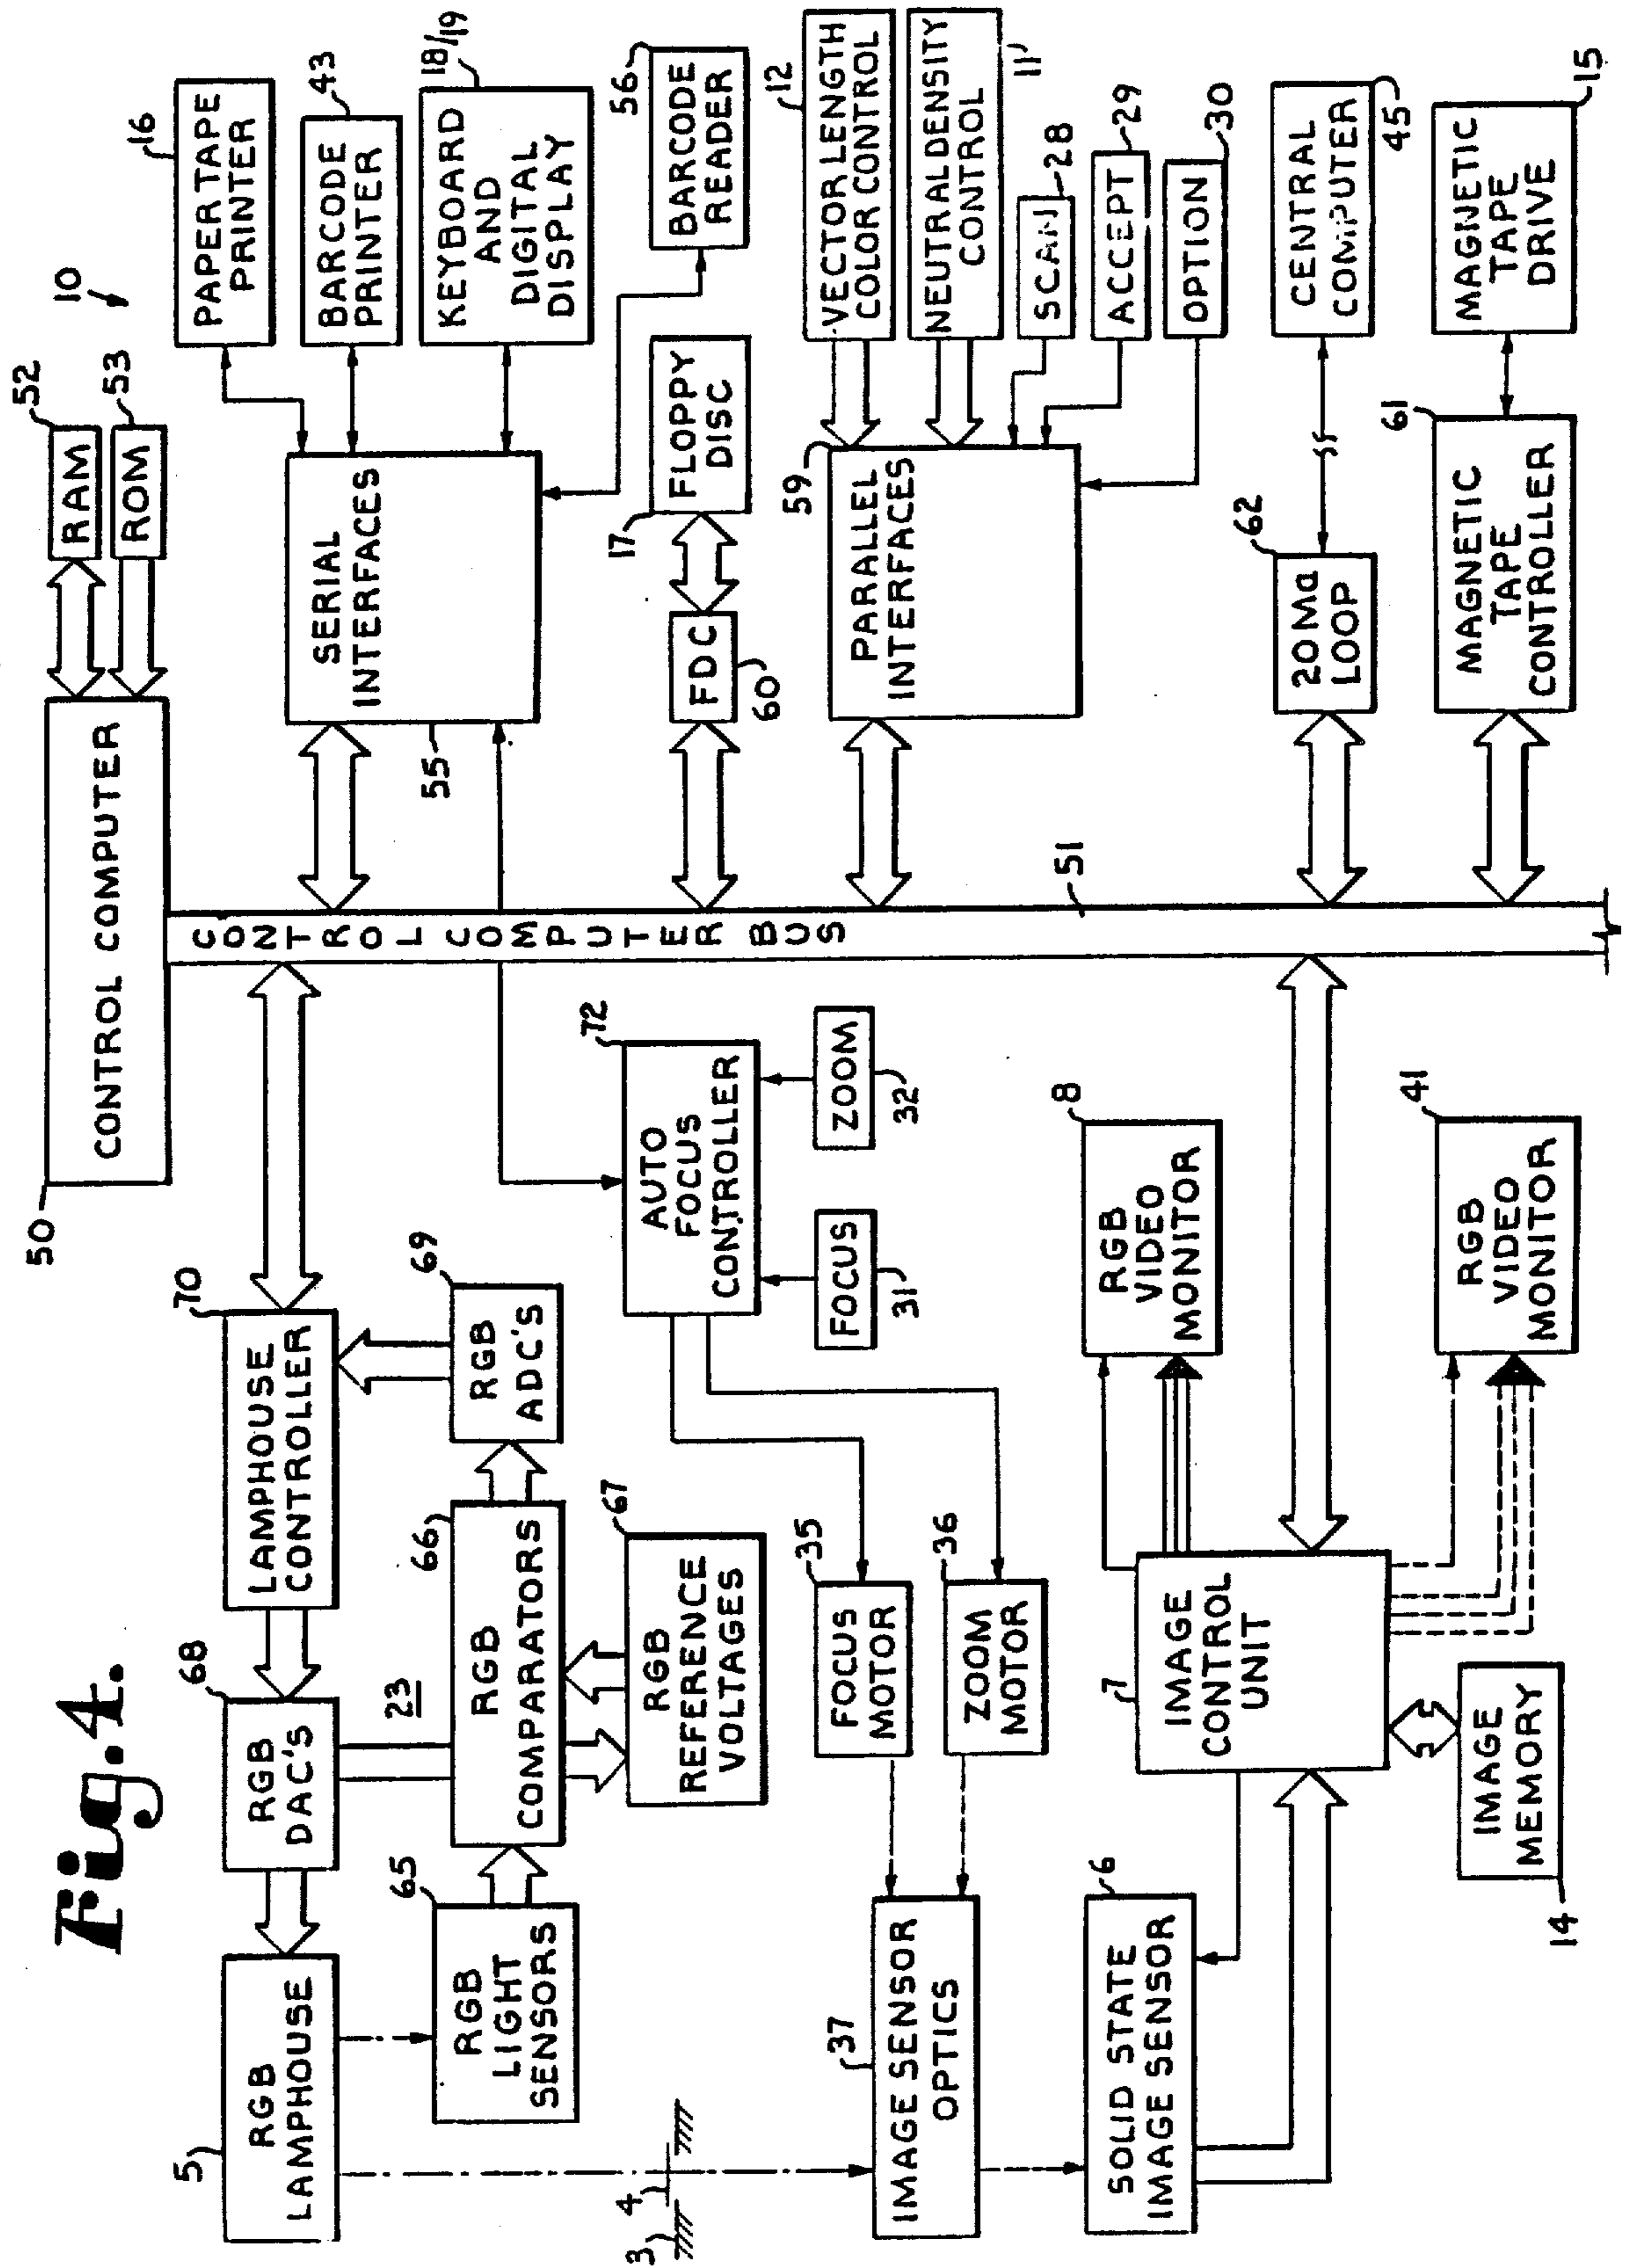 Fig.4.
10
50
CONTROL COMPUTER
52
RAM
53
ROM
5
RGB
LAMPHOUSE
68
RGB
DAC'S
70
LAMPHOUSE
CONTROLLER
CONTROL COMPUTER BUS
51
SERIAL
INTERFACES
55
16
PAPER TAPE
PRINTER
43
BARCODE
PRINTER
18/19
KEYBOARD
AND
DIGITAL
DISPLAY
56
BARCODE
READER
65
RGB
LIGHT
SENSORS
23
66
RGB
COMPARATORS
69
RGB
ADC'S
67
RGB
REFERENCE
VOLTAGES
72
AUTO
FOCUS
CONTROLLER
FOCUS
31
ZOOM
32
FDC
60
17
FLOPPY
DISC
3
4
37
IMAGE SENSOR
OPTICS
35
FOCUS
MOTOR
36
ZOOM
MOTOR
59
PARALLEL
INTERFACES
12
VECTOR LENGTH
COLOR CONTROL
NEUTRAL DENSITY
CONTROL
11
SCAN
28
ACCEPT
29
OPTION
30
6
SOLID STATE
IMAGE SENSOR
7
IMAGE
CONTROL
UNIT
8
RGB
VIDEO
MONITOR
62
20Ma
LOOP
CENTRAL
COMPUTER
45
14
IMAGE
MEMORY
41
RGB
VIDEO
MONITOR
61
MAGNETIC
TAPE
CONTROLLER
MAGNETIC
TAPE
DRIVE
15